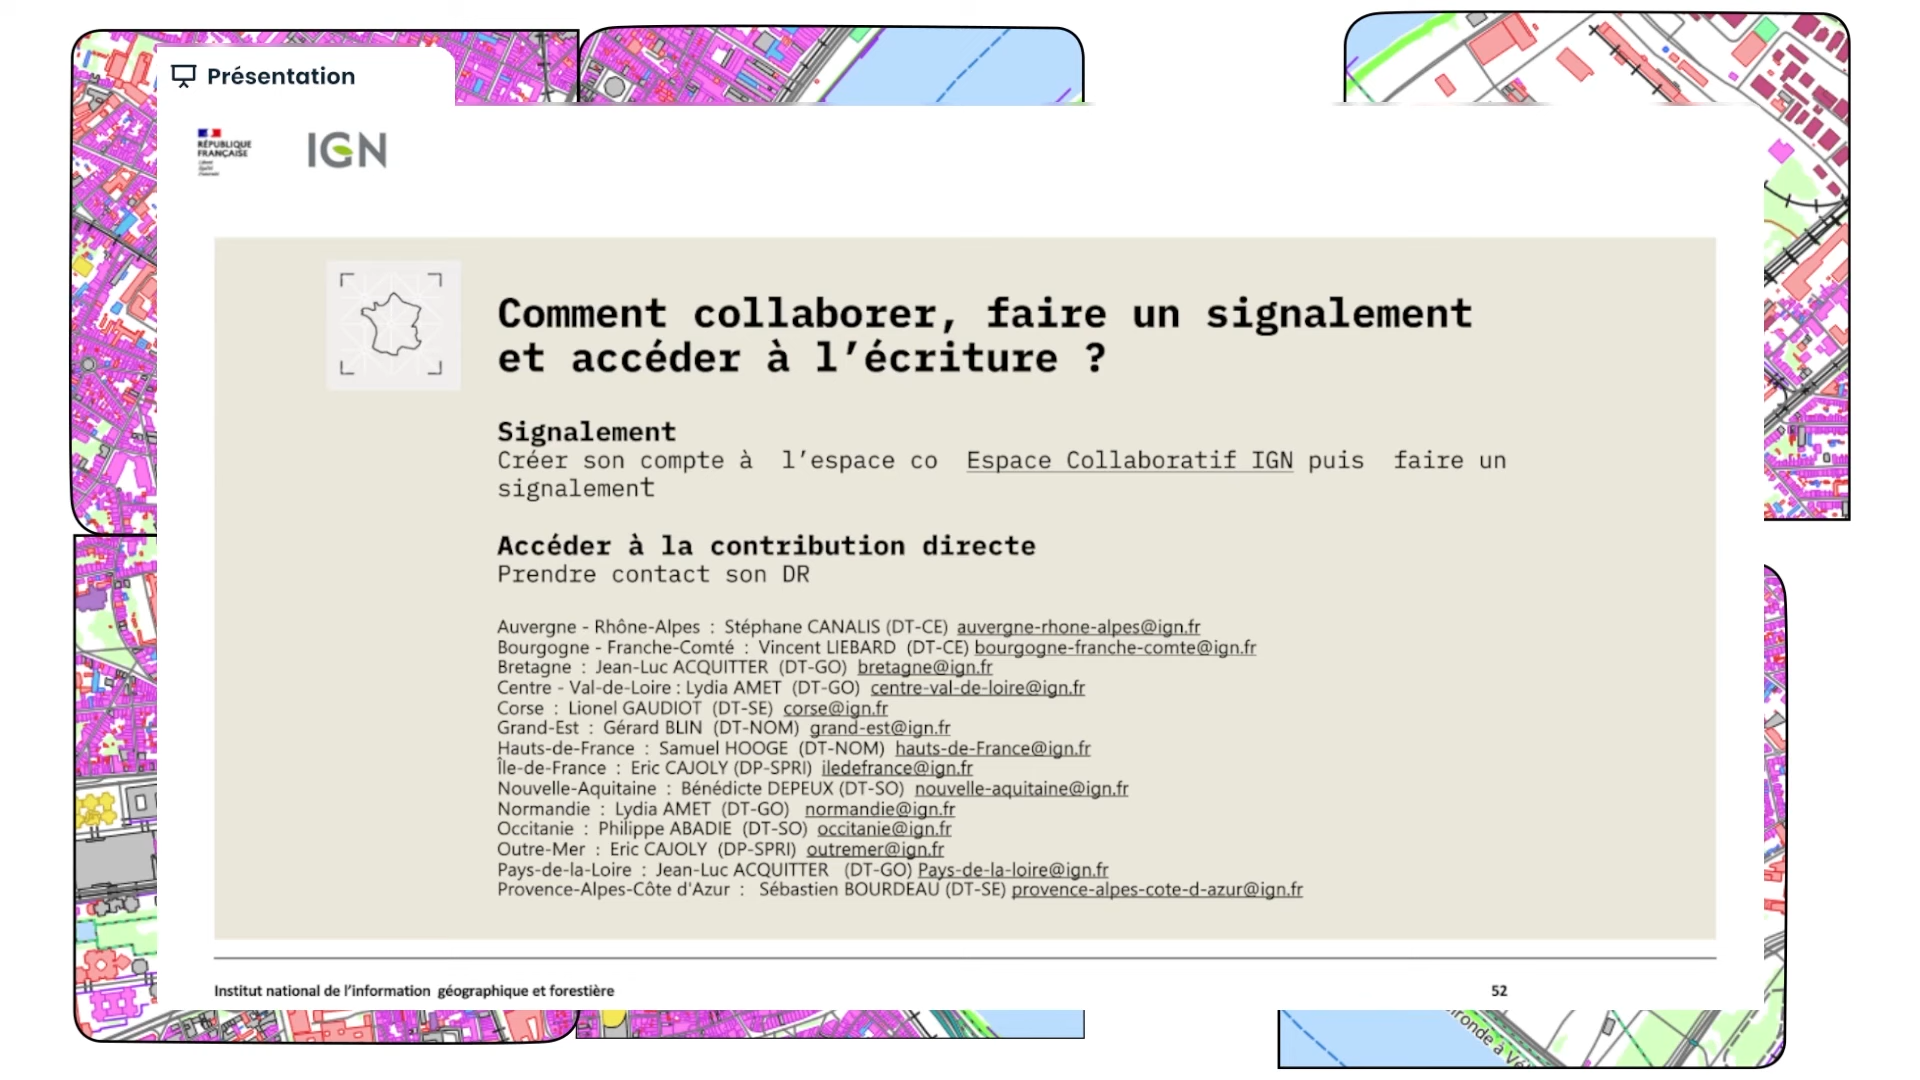 Présentation
RÉPUBLIQUE
FRANÇAISE
IGN
Comment collaborer, faire un signalement
et accéder à l’écriture ?
Signalement
Créer son compte à l’espace co Espace Collaboratif IGN puis faire un
signalement
Accéder à la contribution directe
Prendre contact son DR
Auvergne - Rhône-Alpes : Stéphane CANALIS (DT-CE) auvergne-rhone-alpes@ign.fr
Bourgogne - Franche-Comté : Vincent LIEBARD (DT-CE) bourgogne-franche-comte@ign.fr
Bretagne : Jean-Luc ACQUITTER (DT-GO) bretagne@ign.fr
Centre - Val-de-Loire : Lydia AMET (DT-GO) centre-val-de-loire@ign.fr
Corse : Lionel GAUDIOT (DT-SE) corse@ign.fr
Grand-Est : Gérard BLIN (DT-NOM) grand-est@ign.fr
Hauts-de-France : Samuel HOOGE (DT-NOM) hauts-de-France@ign.fr
Île-de-France : Eric CAJOLY (DP-SPRI) iledefrance@ign.fr
Nouvelle-Aquitaine : Bénédicte DEPEUX (DT-SO) nouvelle-aquitaine@ign.fr
Normandie : Lydia AMET (DT-GO) normandie@ign.fr
Occitanie : Philippe ABADIE (DT-SO) occitanie@ign.fr
Outre-Mer : Eric CAJOLY (DP-SPRI) outremer@ign.fr
Pays-de-la-Loire : Jean-Luc ACQUITTER (DT-GO) Pays-de-la-loire@ign.fr
Provence-Alpes-Côte d'Azur : Sébastien BOURDEAU (DT-SE) provence-alpes-cote-d-azur@ign.fr
Institut national de l’information géographique et forestière
52